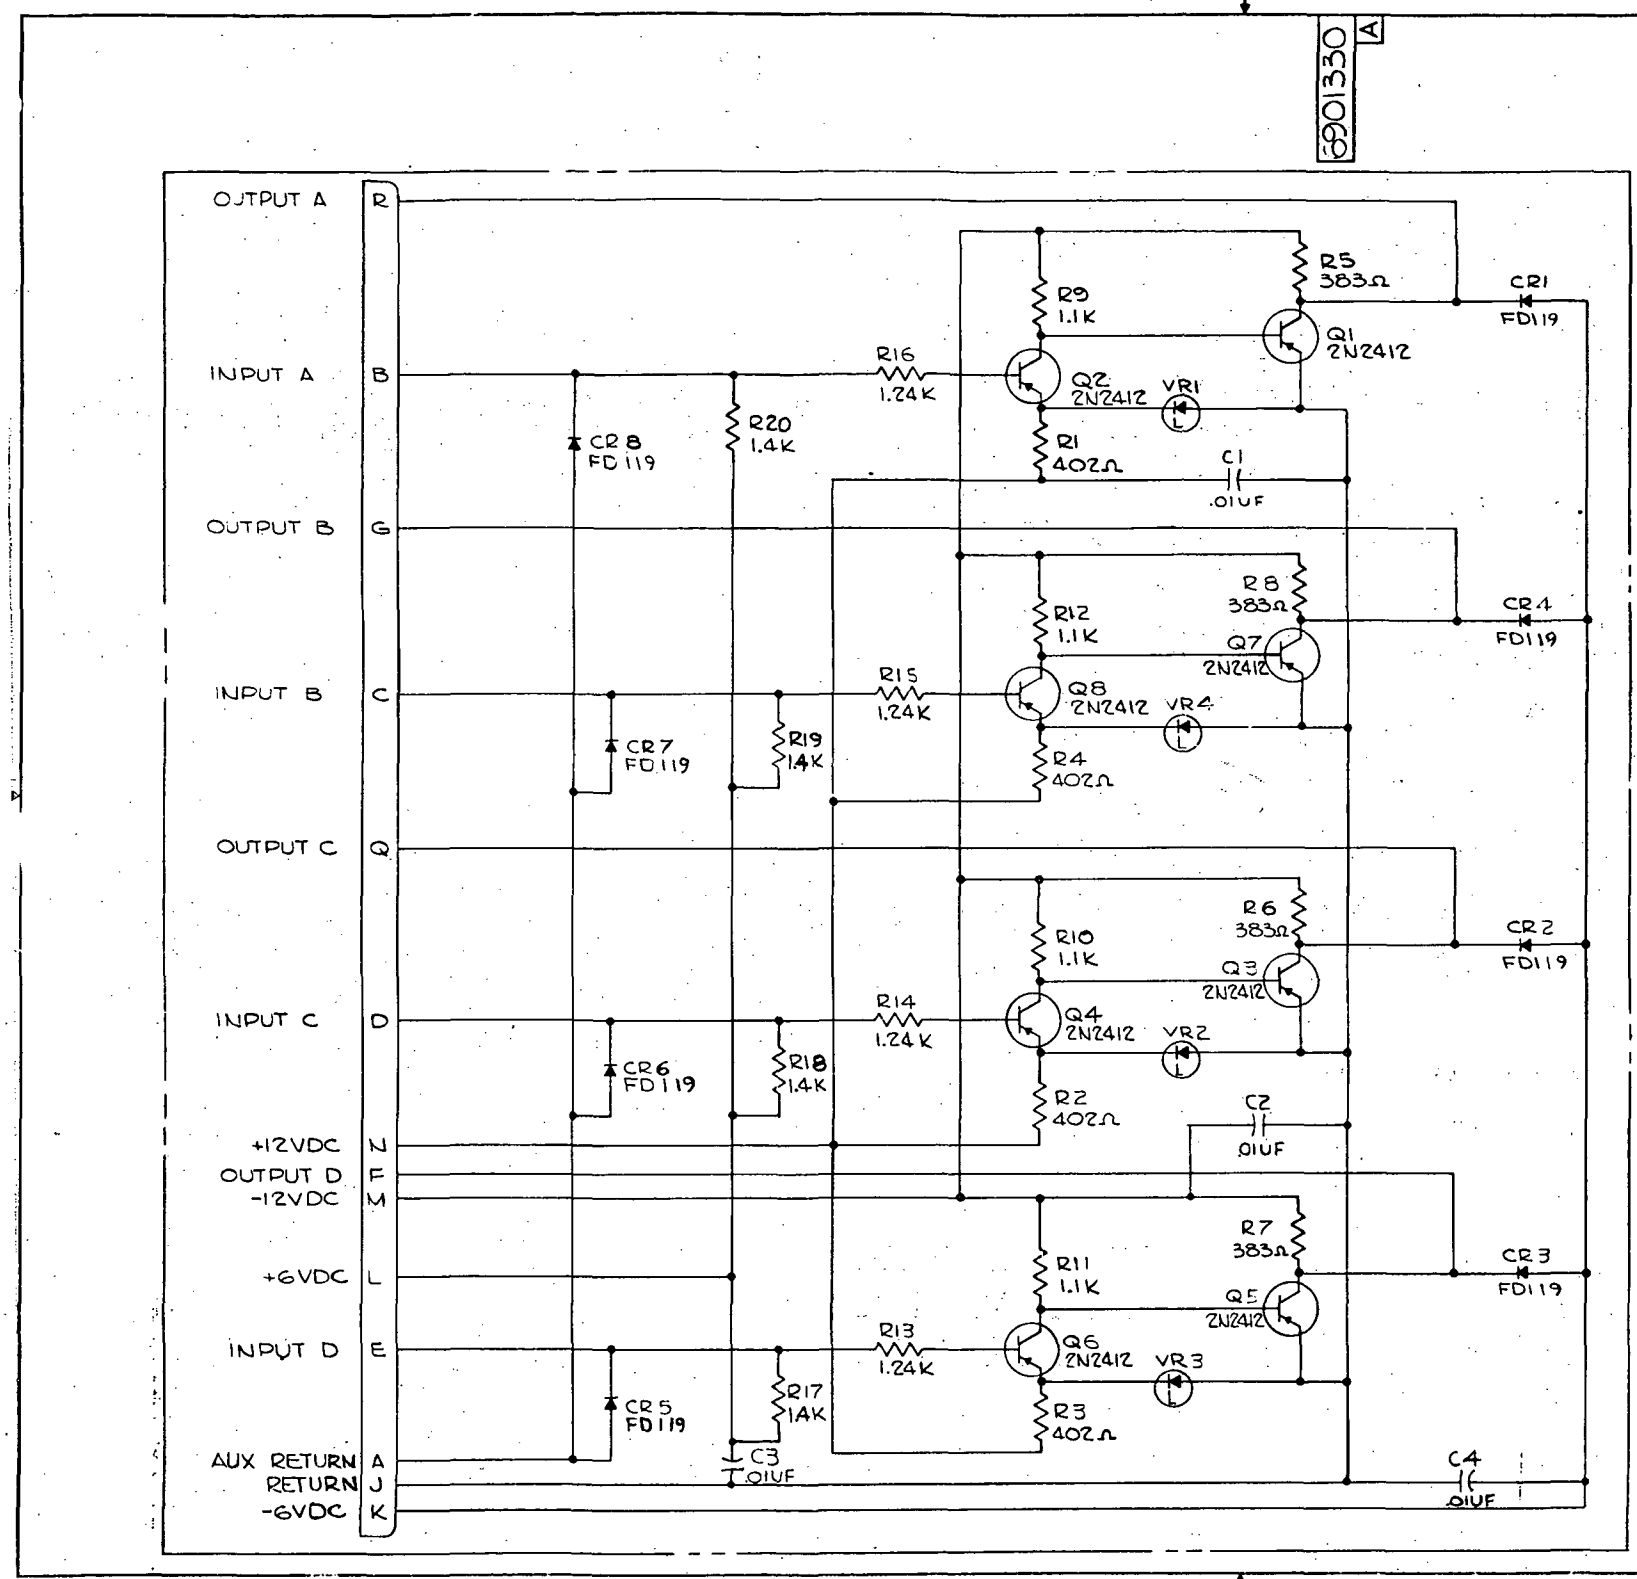 6901330
A
OUTPUT A R
R5
383Ω
CR1
FD119
R9
1.1K
Q1
2N2412
INPUT A B
R16
1.24K
Q2
2N2412
VR1
L
R20
1.4K
CR8
FD119
R1
402Ω
C1
.01UF
OUTPUT B G
R8
383Ω
CR4
FD119
R12
1.1K
Q7
2N2412
INPUT B C
R15
1.24K
Q8
2N2412
VR4
L
CR7
FD119
R19
1.4K
R4
402Ω
OUTPUT C Q
R6
383Ω
CR2
FD119
R10
1.1K
Q3
2N2412
INPUT C D
R14
1.24K
Q4
2N2412
VR2
L
CR6
FD119
R18
1.4K
R2
402Ω
C2
.01UF
+12VDC N
OUTPUT D F
-12VDC M
R7
383Ω
CR3
FD119
+6VDC L
R11
1.1K
Q5
2N2412
INPUT D E
R13
1.24K
Q6
2N2412
VR3
L
CR5
FD119
R17
1.4K
R3
402Ω
AUX RETURN A
C3
.01UF
C4
.01UF
RETURN J
-6VDC K